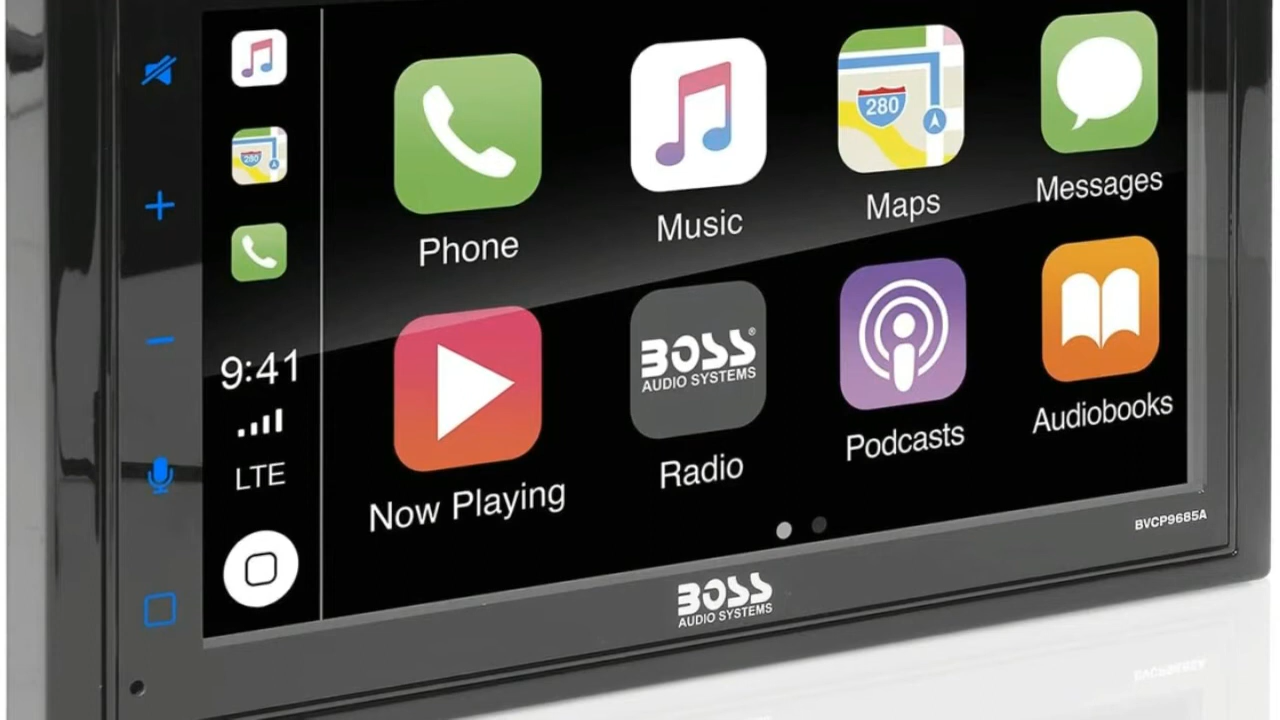 280
280
Phone
Music
Maps
Messages
9:41
LTE
BOSS®
AUDIO SYSTEMS
Now Playing
Radio
Podcasts
Audiobooks
BVCP9685A
BOSS
AUDIO SYSTEMS